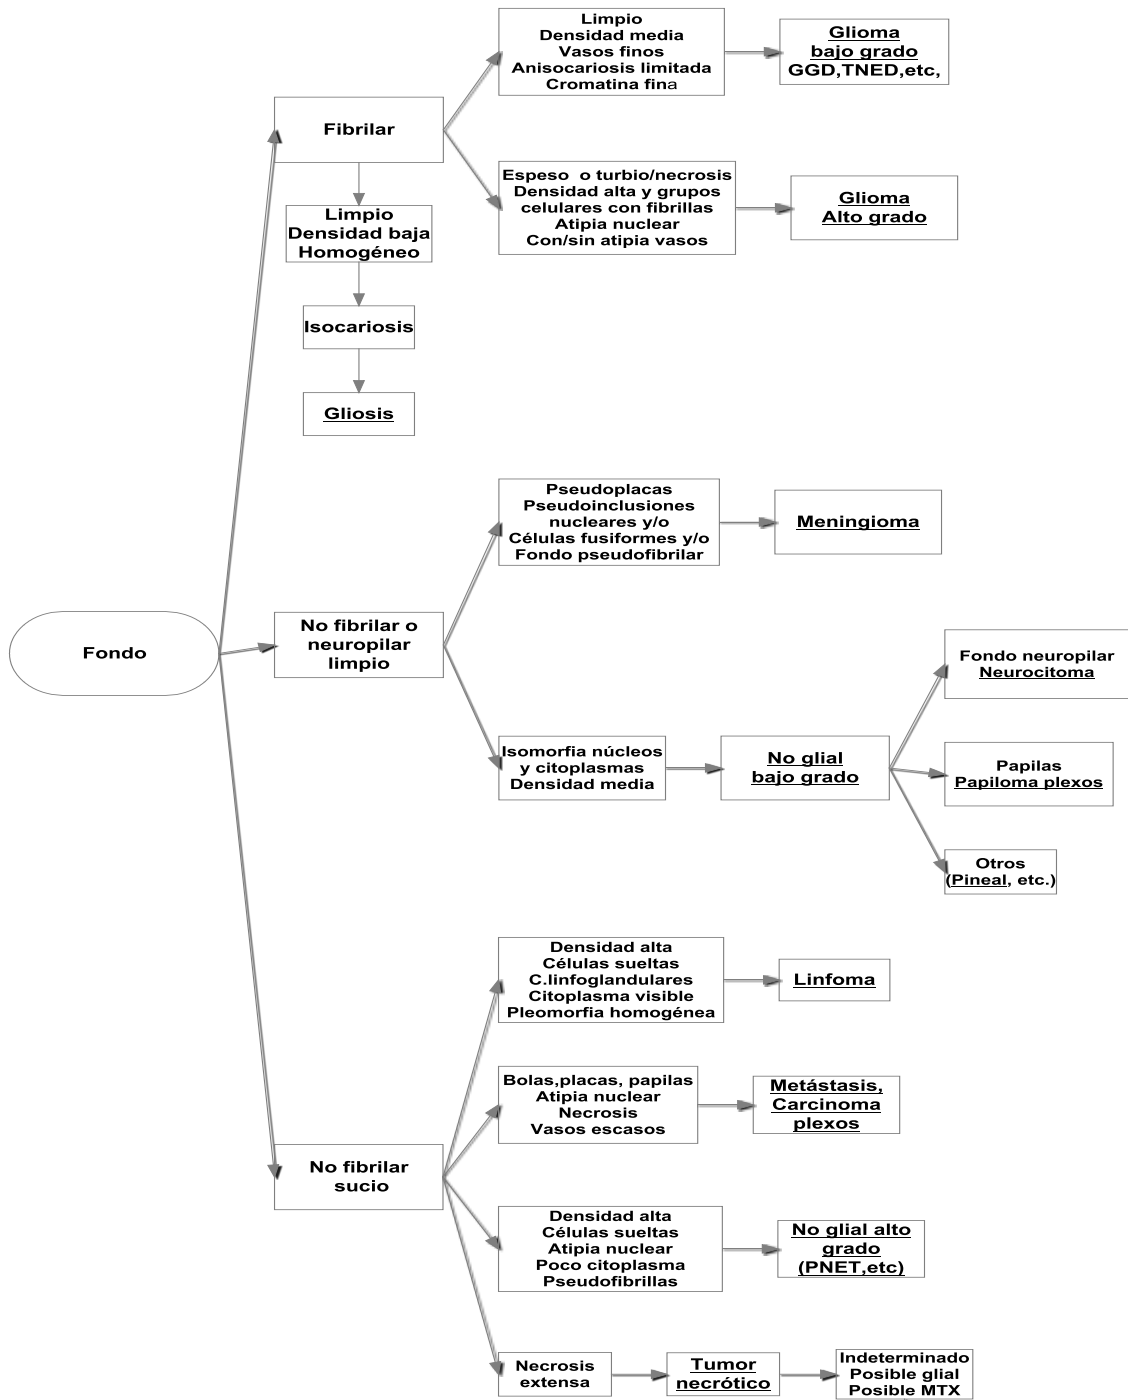 Fondo
Fibrilar
Limpio
Densidad media
Vasos finos
Anisocariosis limitada
Cromatina fina
Glioma
bajo grado
GGD,TNED,etc,
Espeso o turbio/necrosis
Densidad alta y grupos
celulares con fibrillas
Atipia nuclear
Con/sin atipia vasos
Glioma
Alto grado
Limpio
Densidad baja
Homogéneo
Isocariosis
Gliosis
No fibrilar o
neuropilar
limpio
Pseudoplacas
Pseudoinclusiones
nucleares y/o
Células fusiformes y/o
Fondo pseudofibrilar
Meningioma
Isomorfia núcleos
y citoplasmas
Densidad media
No glial
bajo grado
Fondo neuropilar
Neurocitoma
Papilas
Papiloma plexos
Otros
(Pineal, etc.)
No fibrilar
sucio
Densidad alta
Células sueltas
C.linfoglandulares
Citoplasma visible
Pleomorfia homogénea
Linfoma
Bolas,placas, papilas
Atipia nuclear
Necrosis
Vasos escasos
Metástasis,
Carcinoma
plexos
Densidad alta
Células sueltas
Atipia nuclear
Poco citoplasma
Pseudofibrillas
No glial alto
grado
(PNET,etc)
Necrosis
extensa
Tumor
necrótico
Indeterminado
Posible glial
Posible MTX